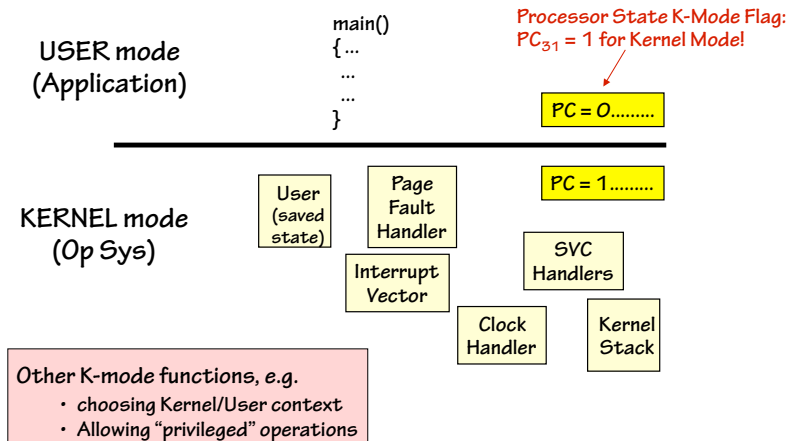 USER mode
(Application)
main()
{ ...
...
...
}
Processor State K-Mode Flag:
PC31 = 1 for Kernel Mode!
PC = 0.........
KERNEL mode
(Op Sys)
User
(saved
state)
Page
Fault
Handler
PC = 1.........
Interrupt
Vector
SVC
Handlers
Clock
Handler
Kernel
Stack
Other K-mode functions, e.g.
• choosing Kernel/User context
• Allowing “privileged” operations